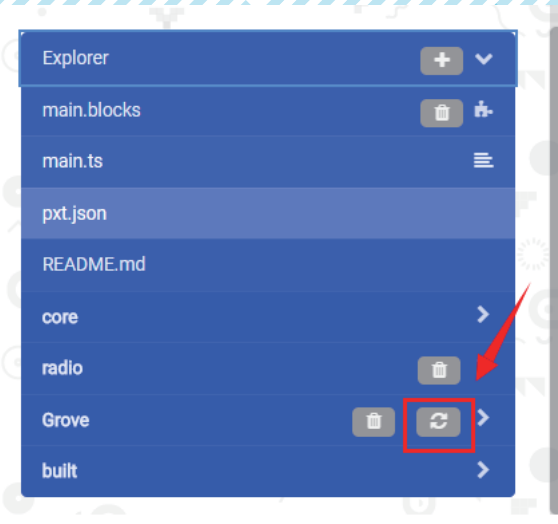 Explorer
main.blocks
main.ts
pxt.json
README.md
core
radio
Grove
built